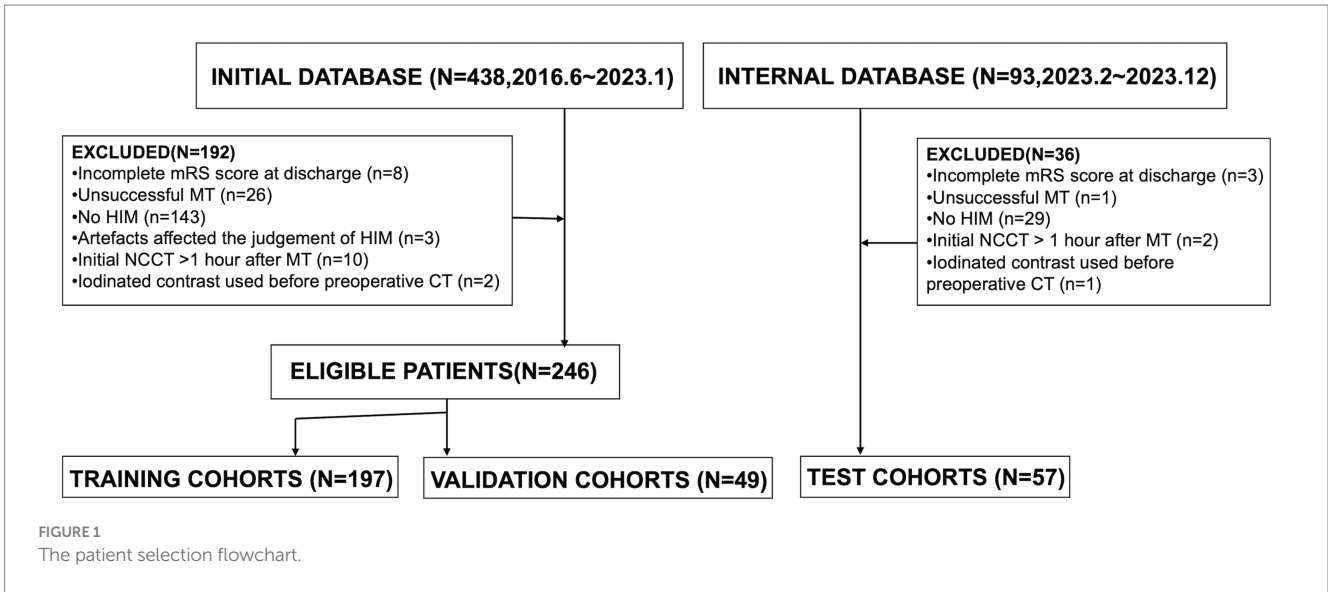 INITIAL DATABASE (N=438,2016.6~2023.1)
INTERNAL DATABASE (N=93,2023.2~2023.12)
EXCLUDED(N=192)
•Incomplete mRS score at discharge (n=8)
•Unsuccessful MT (n=26)
•No HIM (n=143)
•Artefacts affected the judgement of HIM (n=3)
•Initial NCCT >1 hour after MT (n=10)
•Iodinated contrast used before preoperative CT (n=2)
EXCLUDED(N=36)
•Incomplete mRS score at discharge (n=3)
•Unsuccessful MT (n=1)
•No HIM (n=29)
•Initial NCCT > 1 hour after MT (n=2)
•Iodinated contrast used before
preoperative CT (n=1)
ELIGIBLE PATIENTS(N=246)
TRAINING COHORTS (N=197)
VALIDATION COHORTS (N=49)
TEST COHORTS (N=57)
FIGURE 1
The patient selection flowchart.